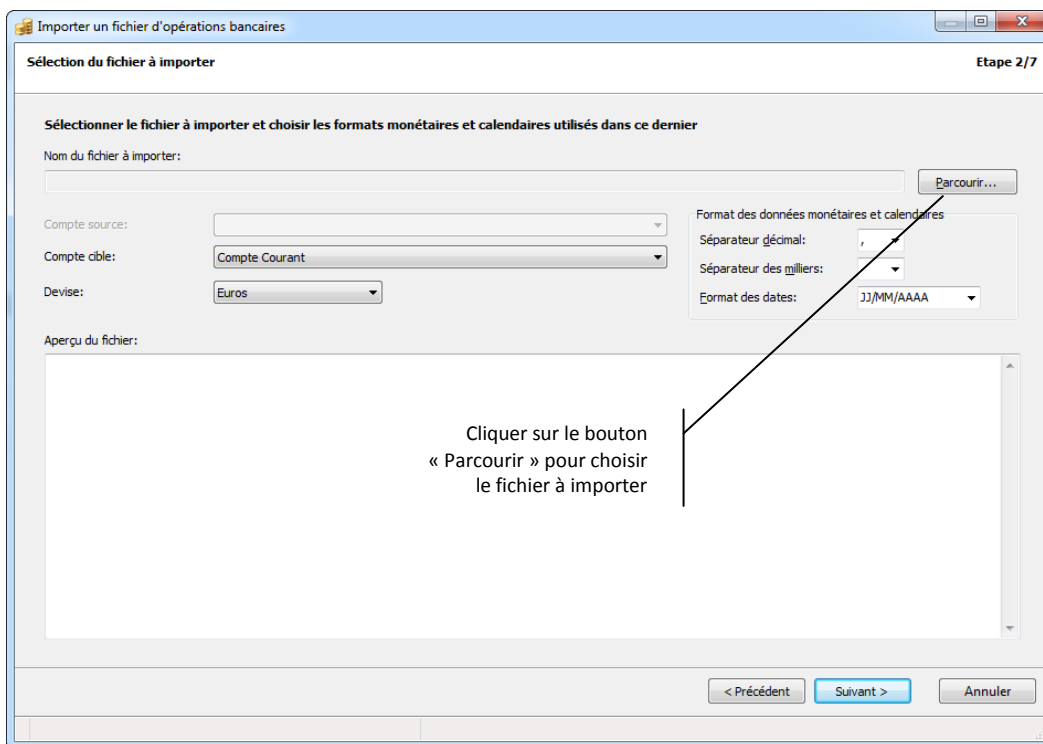 Importer un fichier d'opérations bancaires
Sélection du fichier à importer
Etape 2/7
Sélectionner le fichier à importer et choisir les formats monétaires et calendaires utilisés dans ce dernier
Nom du fichier à importer:
Parcourir...
Compte source:
Compte cible:
Compte Courant
Devise:
Euros
Format des données monétaires et calendaires
Séparateur décimal:
,
Séparateur des milliers:
Format des dates:
JJ/MM/AAAA
Aperçu du fichier:
Cliquer sur le bouton
« Parcourir » pour choisir
le fichier à importer
< Précédent
Suivant >
Annuler